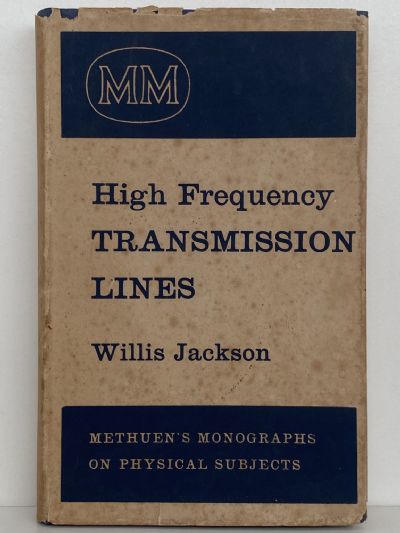 MM
High Frequency
TRANSMISSION
LINES
Willis Jackson
METHUEN'S MONOGRAPHS
ON PHYSICAL SUBJECTS